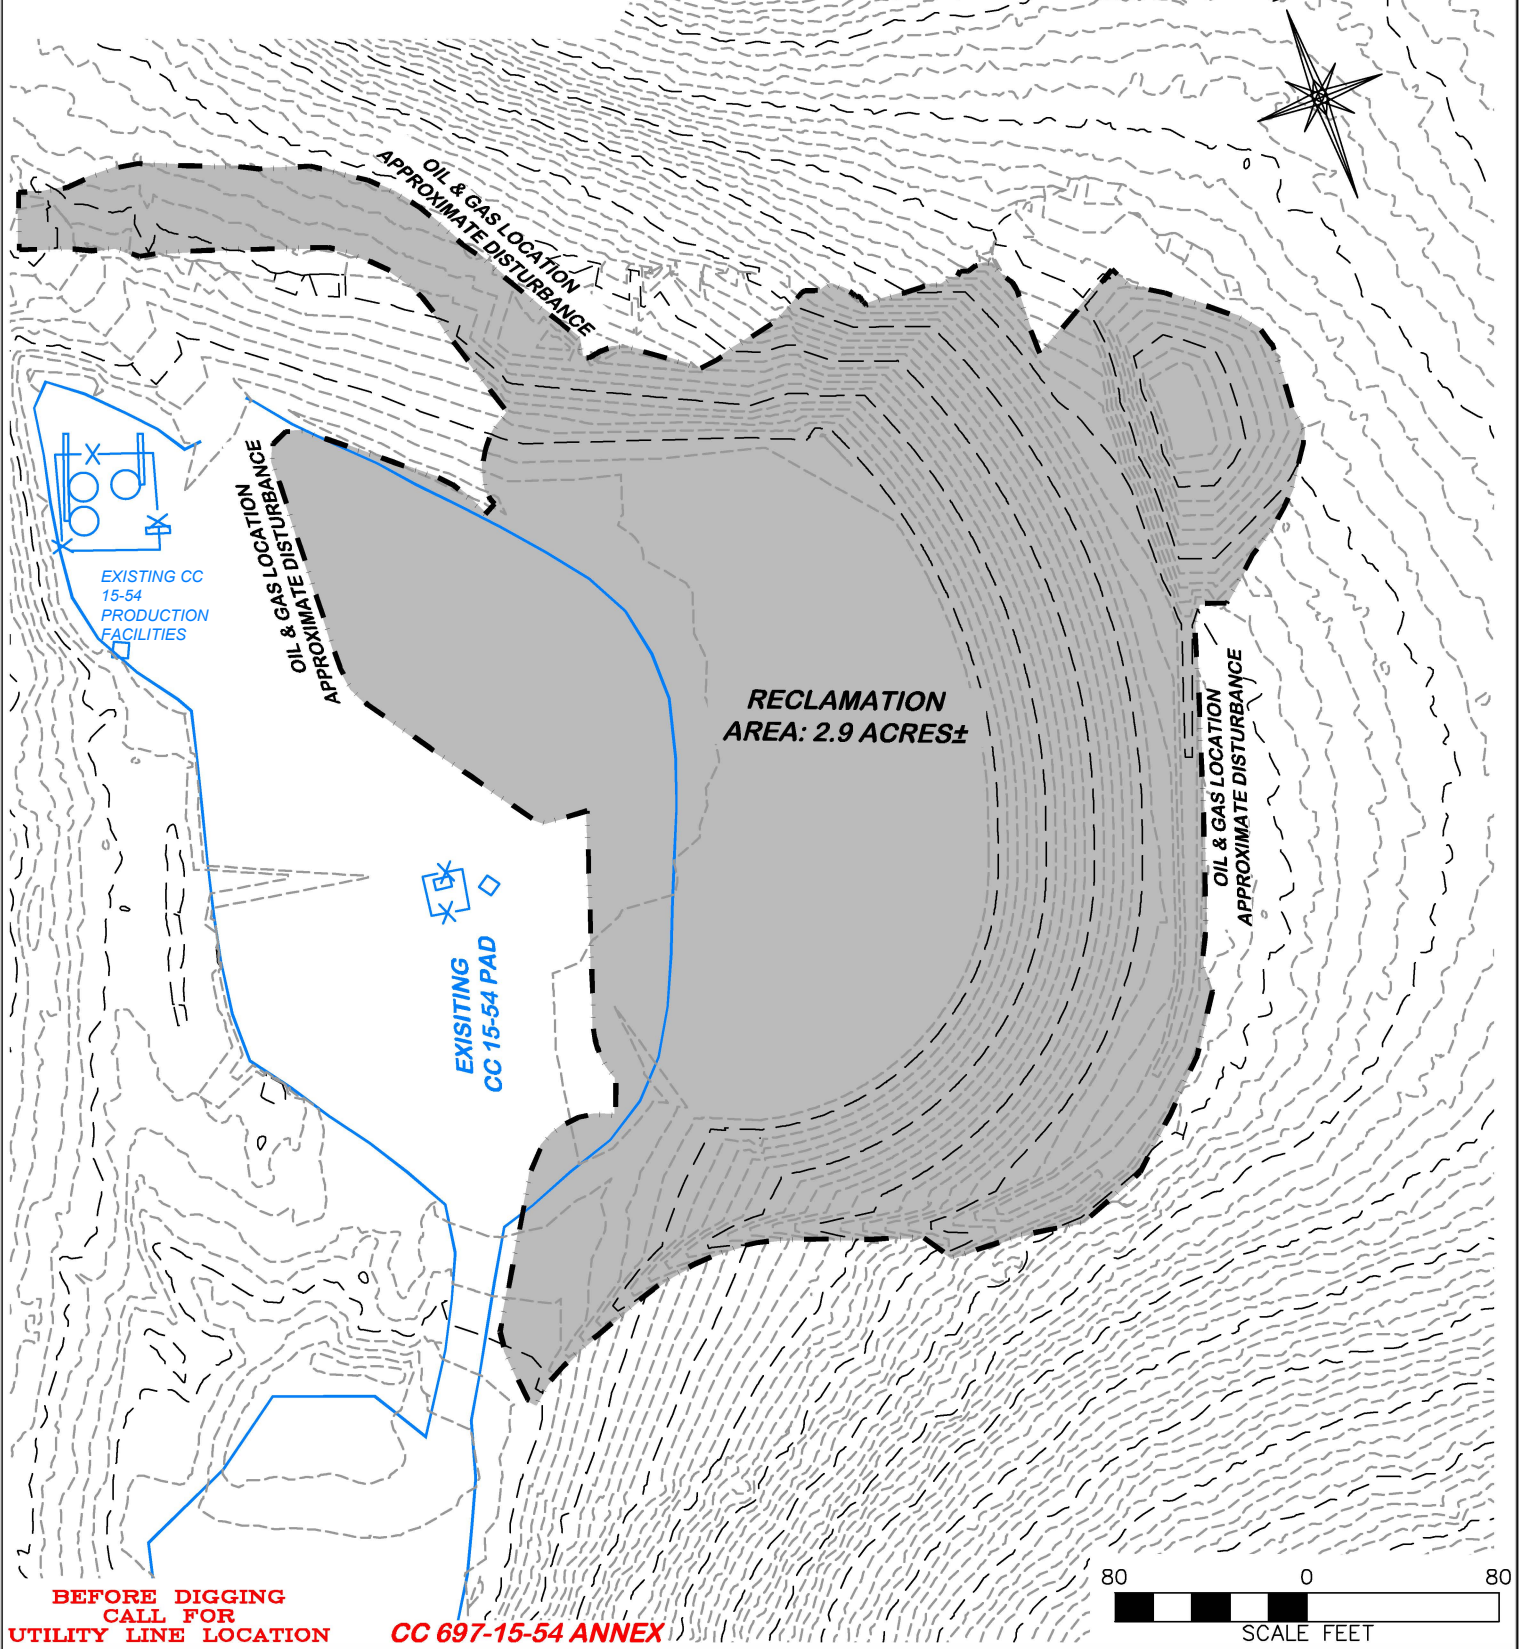 OIL & GAS LOCATION
APPROXIMATE DISTURBANCE
OIL & GAS LOCATION
APPROXIMATE DISTURBANCE
EXISTING CC
15-54
PRODUCTION
FACILITIES
RECLAMATION
AREA: 2.9 ACRES±
OIL & GAS LOCATION
APPROXIMATE DISTURBANCE
EXISITING
CC 15-54 PAD
BEFORE DIGGING
CALL FOR
UTILITY LINE LOCATION
CC 697-15-54 ANNEX
80 0 80
SCALE FEET